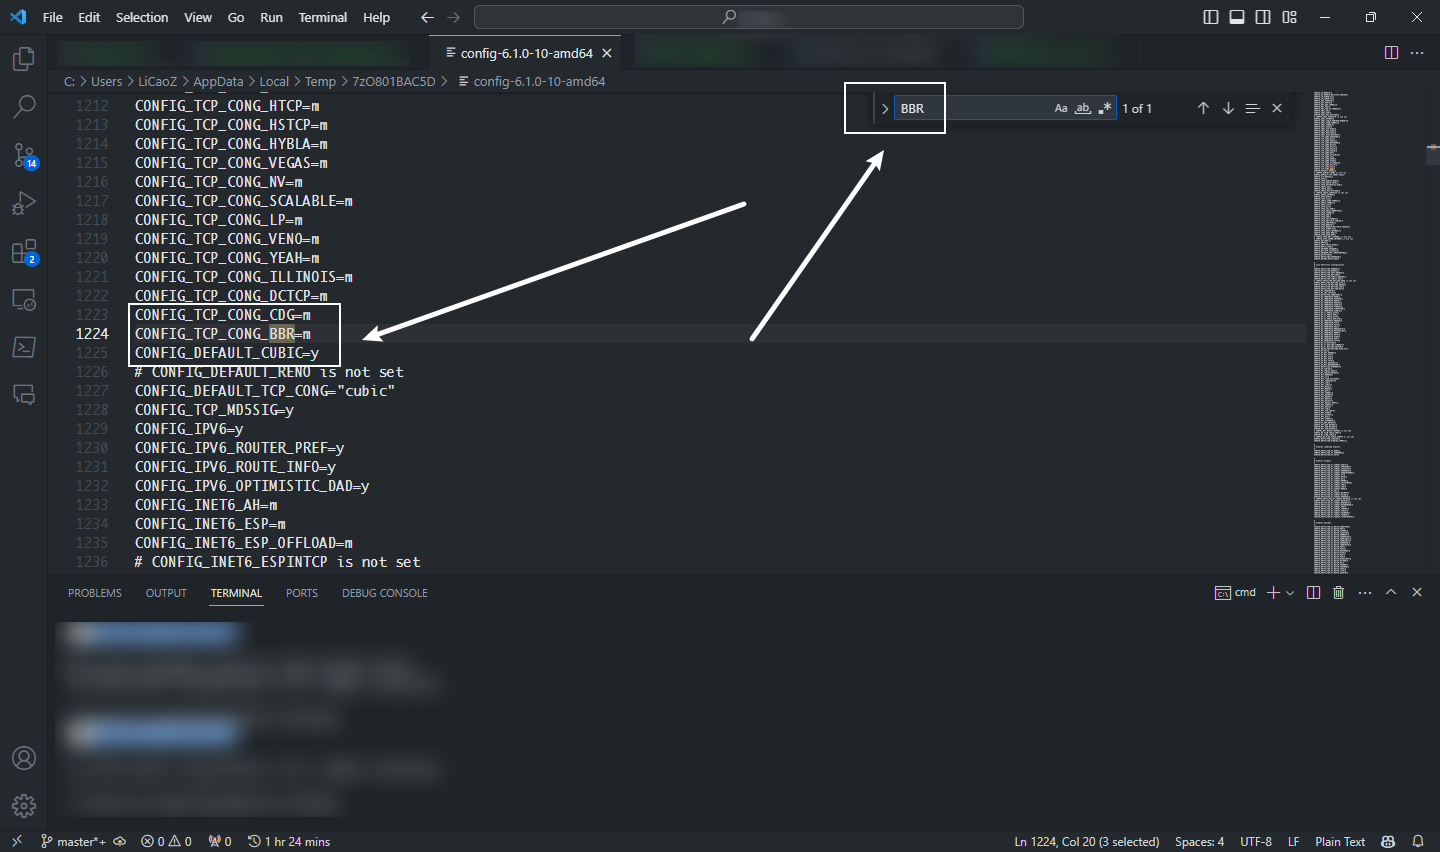 File Edit Selection View Go Run Terminal Help
config-6.1.0-10-amd64
C: > Users > LiCaoZ > AppData > Local > Temp > 7zO801BAC5D > config-6.1.0-10-amd64
BBR Aa ab 1 of 1
1212 CONFIG_TCP_CONG_HTCP=m
1213 CONFIG_TCP_CONG_HSTCP=m
1214 CONFIG_TCP_CONG_HYBLA=m
1215 CONFIG_TCP_CONG_VEGAS=m
1216 CONFIG_TCP_CONG_NV=m
1217 CONFIG_TCP_CONG_SCALABLE=m
1218 CONFIG_TCP_CONG_LP=m
1219 CONFIG_TCP_CONG_VENO=m
1220 CONFIG_TCP_CONG_YEAH=m
1221 CONFIG_TCP_CONG_ILLINOIS=m
1222 CONFIG_TCP_CONG_DCTCP=m
1223 CONFIG_TCP_CONG_CDG=m
1224 CONFIG_TCP_CONG_BBR=m
1225 CONFIG_DEFAULT_CUBIC=y
1226 # CONFIG_DEFAULT_RENO is not set
1227 CONFIG_DEFAULT_TCP_CONG="cubic"
1228 CONFIG_TCP_MD5SIG=y
1229 CONFIG_IPV6=y
1230 CONFIG_IPV6_ROUTER_PREF=y
1231 CONFIG_IPV6_ROUTE_INFO=y
1232 CONFIG_IPV6_OPTIMISTIC_DAD=y
1233 CONFIG_INET6_AH=m
1234 CONFIG_INET6_ESP=m
1235 CONFIG_INET6_ESP_OFFLOAD=m
1236 # CONFIG_INET6_ESPINTCP is not set
14
2
PROBLEMS OUTPUT TERMINAL PORTS DEBUG CONSOLE cmd
master*+ 0 0 0 1 hr 24 mins Ln 1224, Col 20 (3 selected) Spaces: 4 UTF-8 LF Plain Text